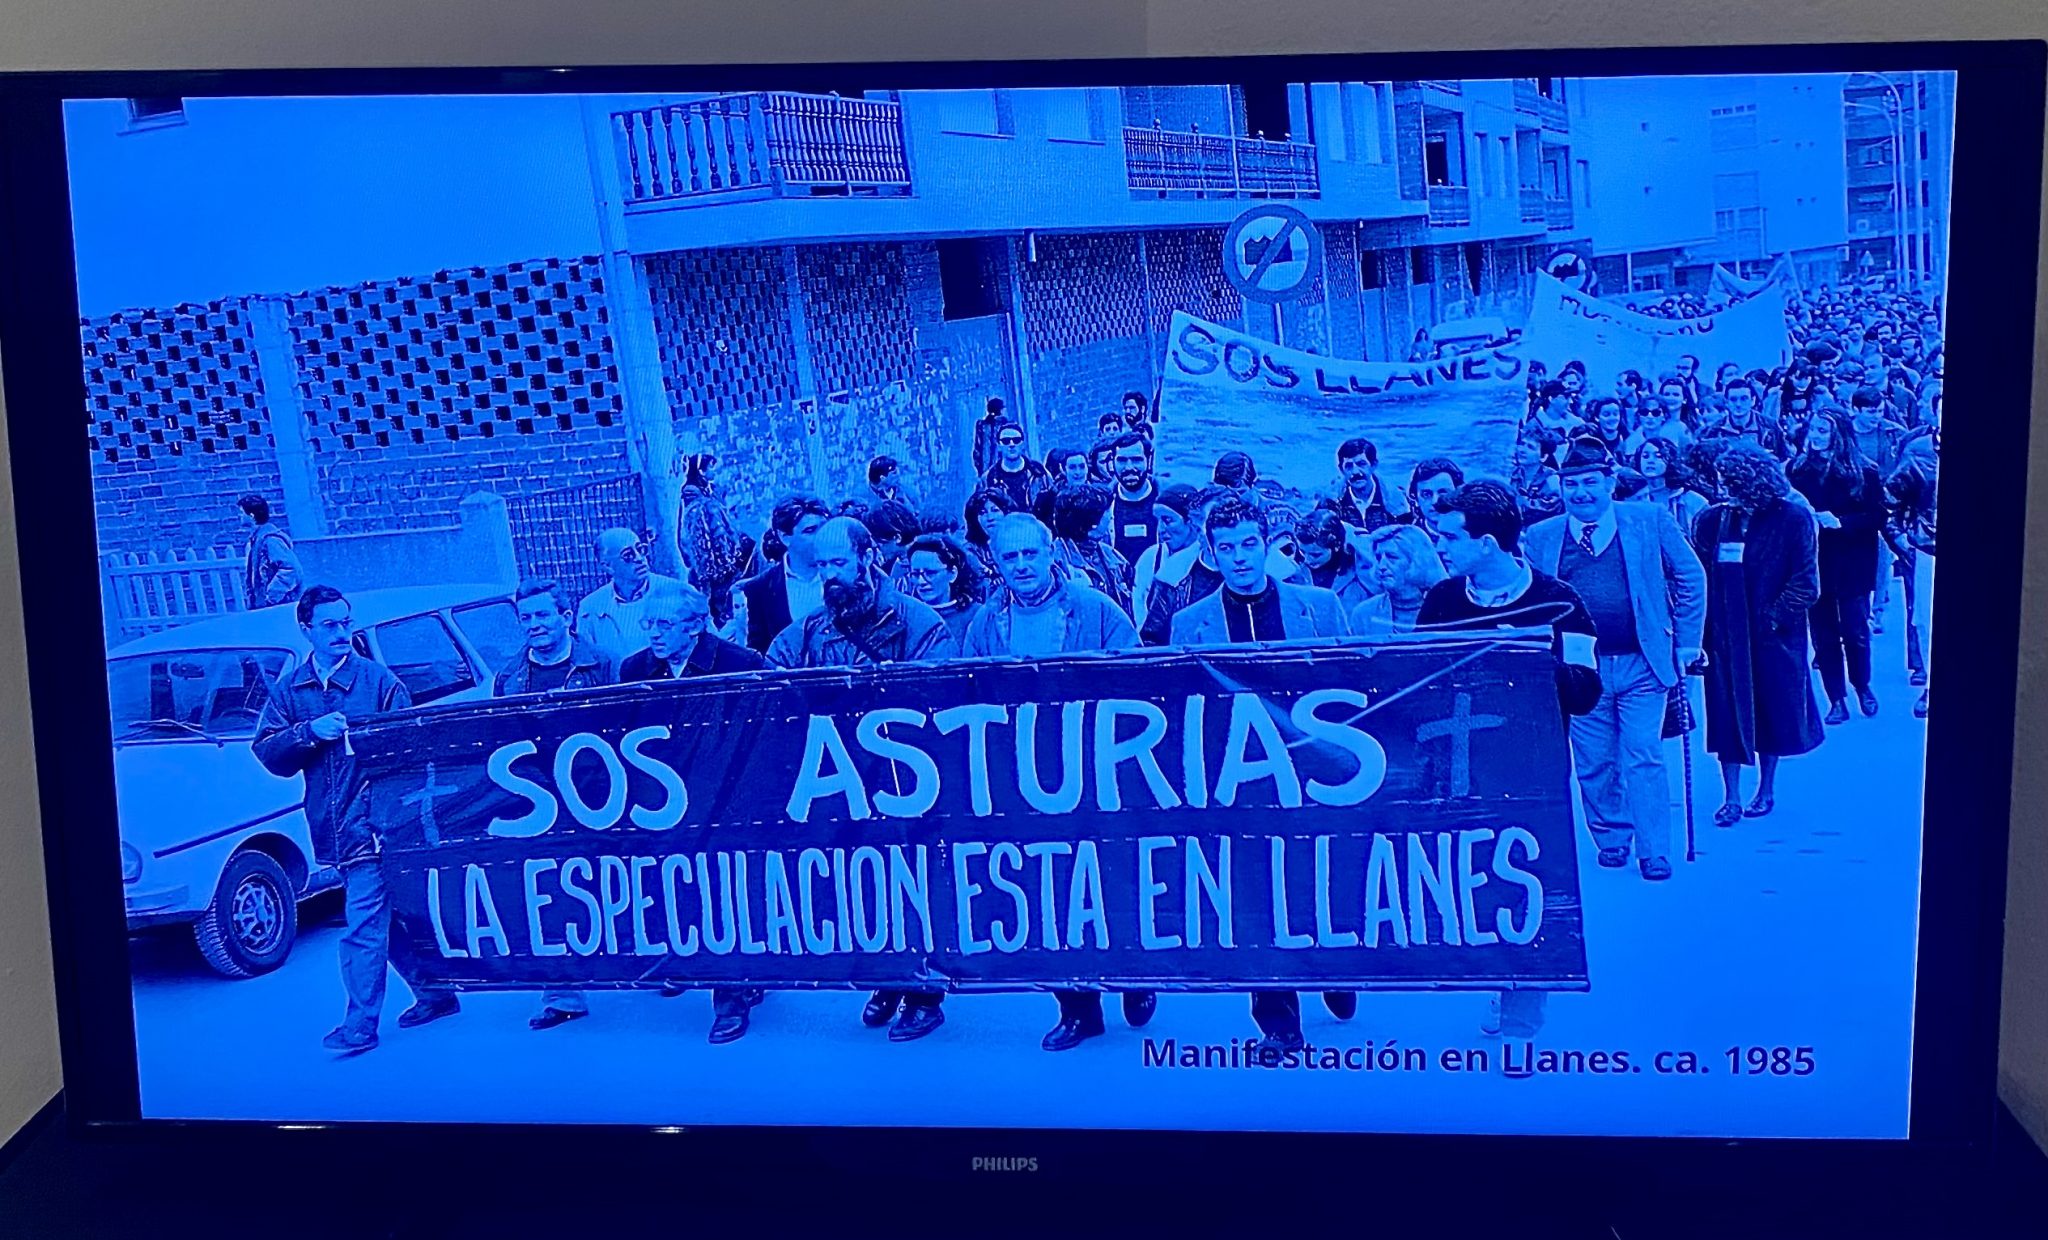 SOS LLANES
SOS ASTURIAS
LA ESPECULACION ESTA EN LLANES
Manifestación en Llanes. ca. 1985
PHILIPS